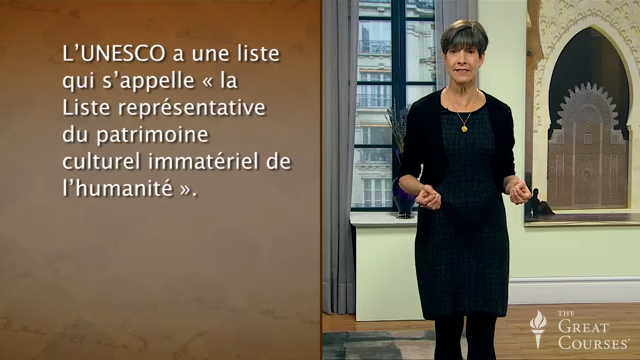 L’UNESCO a une liste
qui s’appelle « la
Liste représentative
du patrimoine
culturel immatériel de
l’humanité ».
THE
GREAT
COURSES®